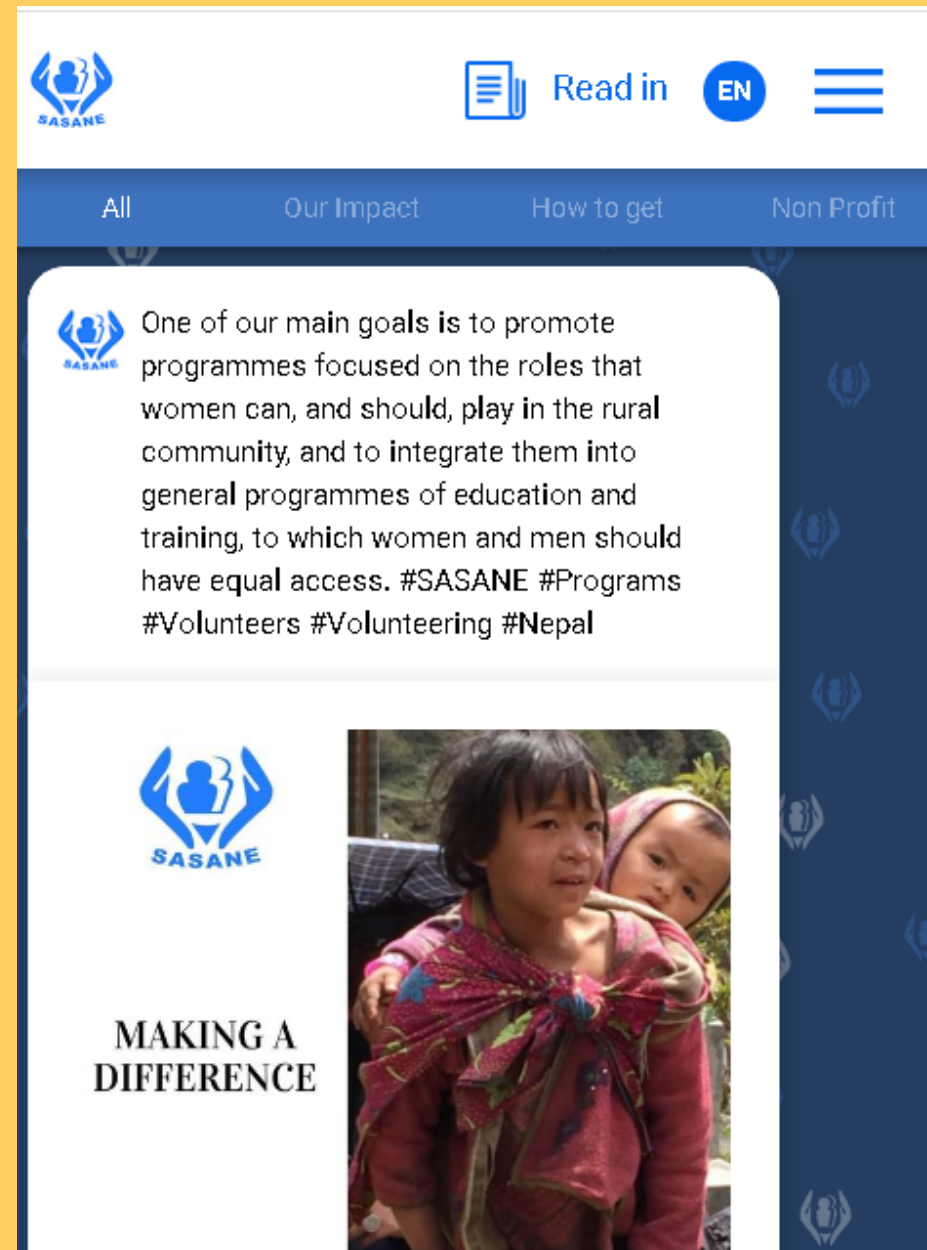 SASANE
Read in
EN
All
Our Impact
How to get
Non Profit
SASANE
One of our main goals is to promote
programmes focused on the roles that
women can, and should, play in the rural
community, and to integrate them into
general programmes of education and
training, to which women and men should
have equal access. #SASANE #Programs
#Volunteers #Volunteering #Nepal
SASANE
MAKING A
DIFFERENCE